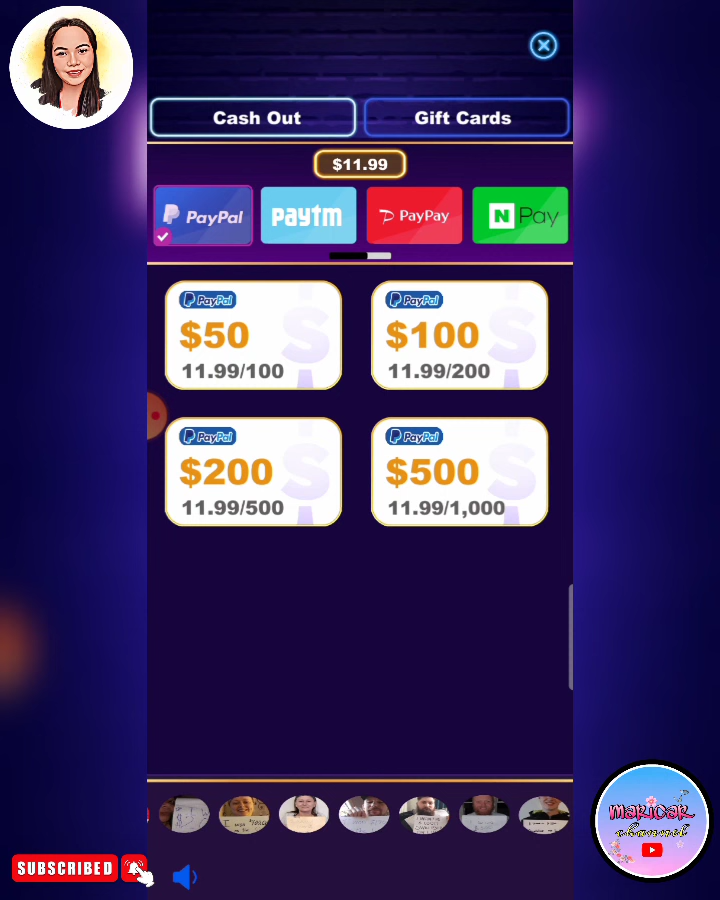 Cash Out
Gift Cards
$11.99
PayPal
paytm
PayPay
N Pay
PayPal
$50
11.99/100
PayPal
$100
11.99/200
PayPal
$200
11.99/500
PayPal
$500
11.99/1,000
MARICAR
channel
SUBSCRIBED